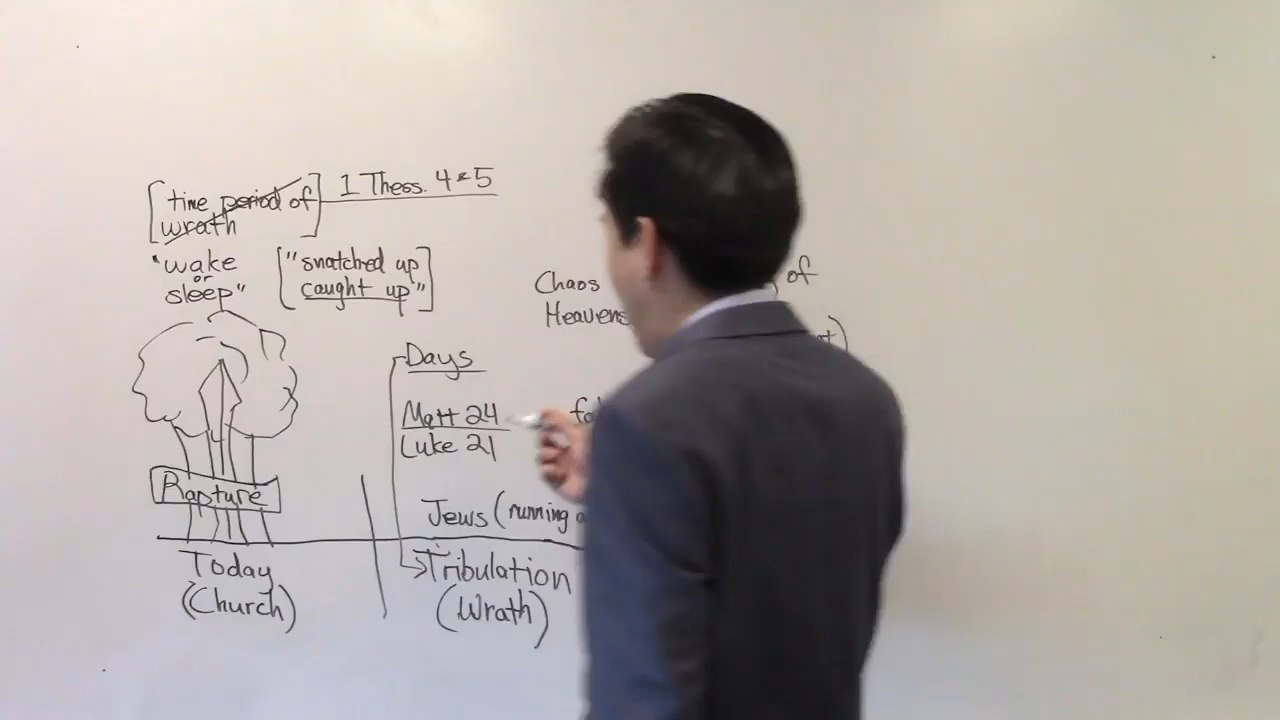 [time period of 1 Thess. 4 & 5
wrath]
"wake ["snatched up
or
sleep" caught up"]
Chaos of
Heavens
Days
Matt 24
Luke 21
Rapture
Jews (running
Today
(Church)
Tribulation
(Wrath)